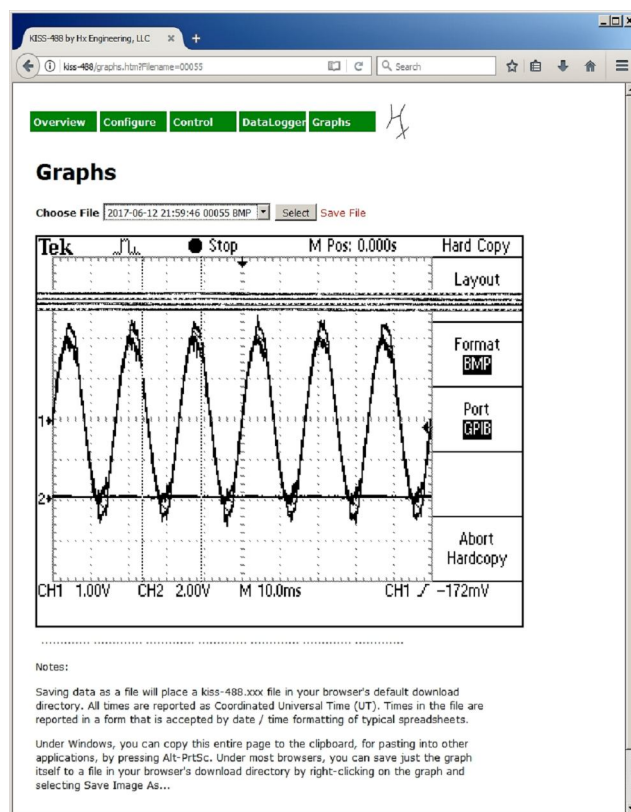 KISS-488 by Hx Engineering, LLC
kiss-488/graphs.htm?Filename=00055
Search
Overview Configure Control DataLogger Graphs Hx
Graphs
Choose File 2017-06-12 21:59:46 00055 BMP Select Save File
Tek Stop M Pos: 0.000s Hard Copy
Layout
Format
BMP
Port
GPIB
1
2
Abort
Hardcopy
CH1 1.00V CH2 2.00V M 10.0ms CH1 -172mV
Notes:
Saving data as a file will place a kiss-488.xxx file in your browser's default download
directory. All times are reported as Coordinated Universal Time (UT). Times in the file are
reported in a form that is accepted by date / time formatting of typical spreadsheets.
Under Windows, you can copy this entire page to the clipboard, for pasting into other
applications, by pressing Alt-PrtSc. Under most browsers, you can save just the graph
itself to a file in your browser's download directory by right-clicking on the graph and
selecting Save Image As...